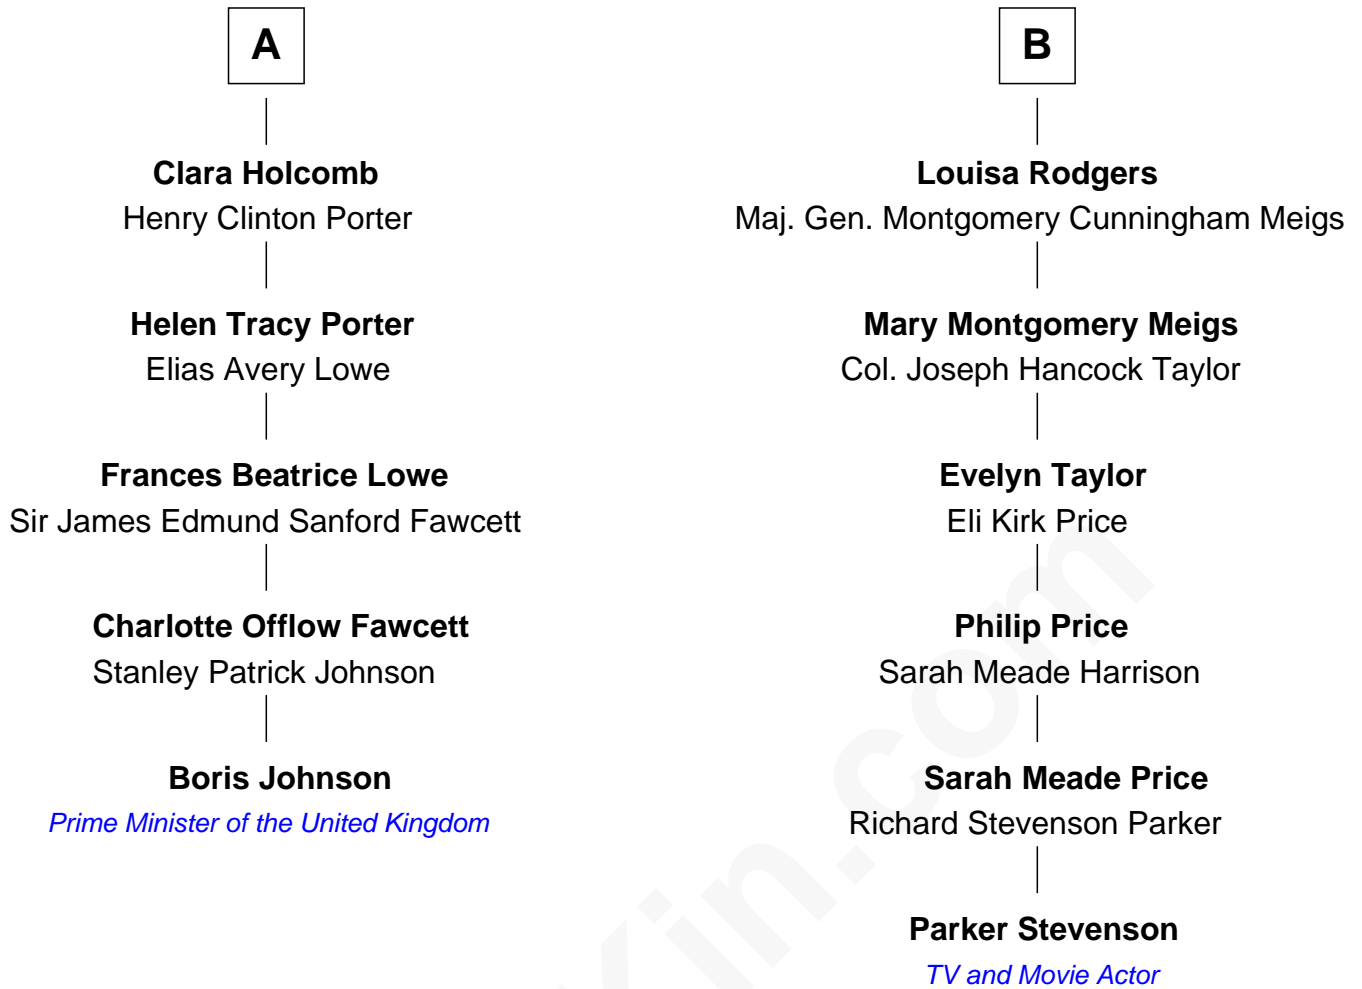 A
Clara Holcomb
Henry Clinton Porter
Helen Tracy Porter
Elias Avery Lowe
Frances Beatrice Lowe
Sir James Edmund Sanford Fawcett
Charlotte Offlow Fawcett
Stanley Patrick Johnson
Boris Johnson
Prime Minister of the United Kingdom
B
Louisa Rodgers
Maj. Gen. Montgomery Cunningham Meigs
Mary Montgomery Meigs
Col. Joseph Hancock Taylor
Evelyn Taylor
Eli Kirk Price
Philip Price
Sarah Meade Harrison
Sarah Meade Price
Richard Stevenson Parker
Parker Stevenson
TV and Movie Actor
Kin.com